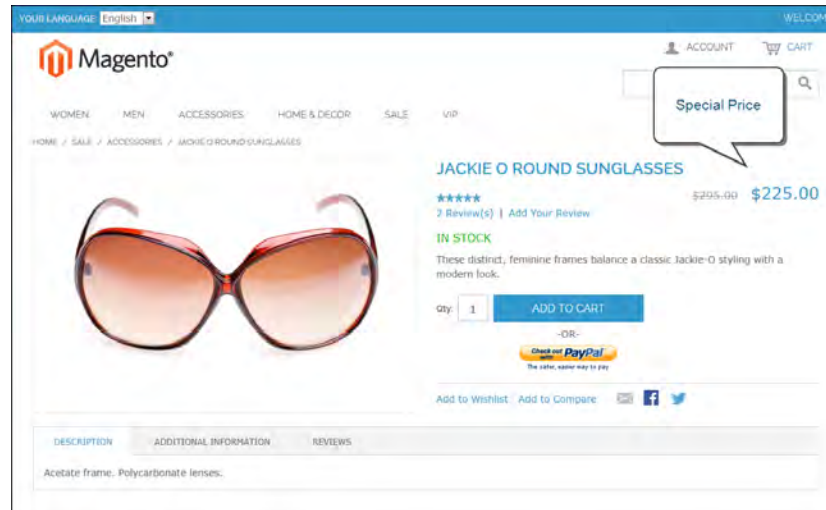 YOUR LANGUAGE: English
WELCOM
Magento®
ACCOUNT
CART
WOMEN MEN ACCESSORIES HOME & DECOR SALE VIP
Special Price
HOME / SALE / ACCESSORIES / JACKIE O ROUND SUNGLASSES
JACKIE O ROUND SUNGLASSES
$295.00 $225.00
2 Review(s) | Add Your Review
IN STOCK
These distinct, feminine frames balance a classic Jackie-O styling with a
modern look.
Qty: 1 ADD TO CART
-OR-
Check out with PayPal
The safer, easier way to pay
Add to Wishlist Add to Compare
DESCRIPTION ADDITIONAL INFORMATION REVIEWS
Acetate frame. Polycarbonate lenses.